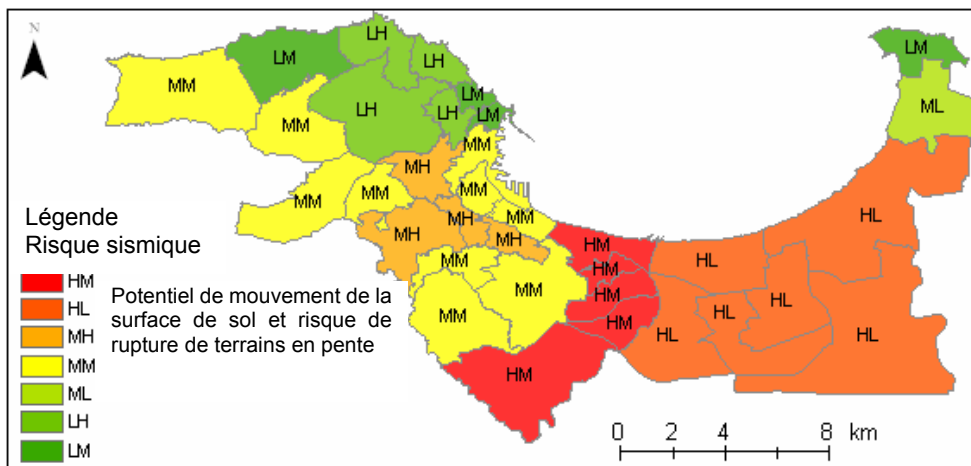 N
LH
LM
LH
LM
MM
LM
LH
LH
LM
ML
MM
MM
MH
MM
MM
MM
MM
HL
MH
MH
MH
HM
MM
HL
HM
MM
MM
HM
HL
HL
HM
HL
HL
HM
Légende
Risque sismique
HM
HL
MH
MM
ML
LH
LM
Potentiel de mouvement de la
surface de sol et risque de
rupture de terrains en pente
0 2 4 8 km